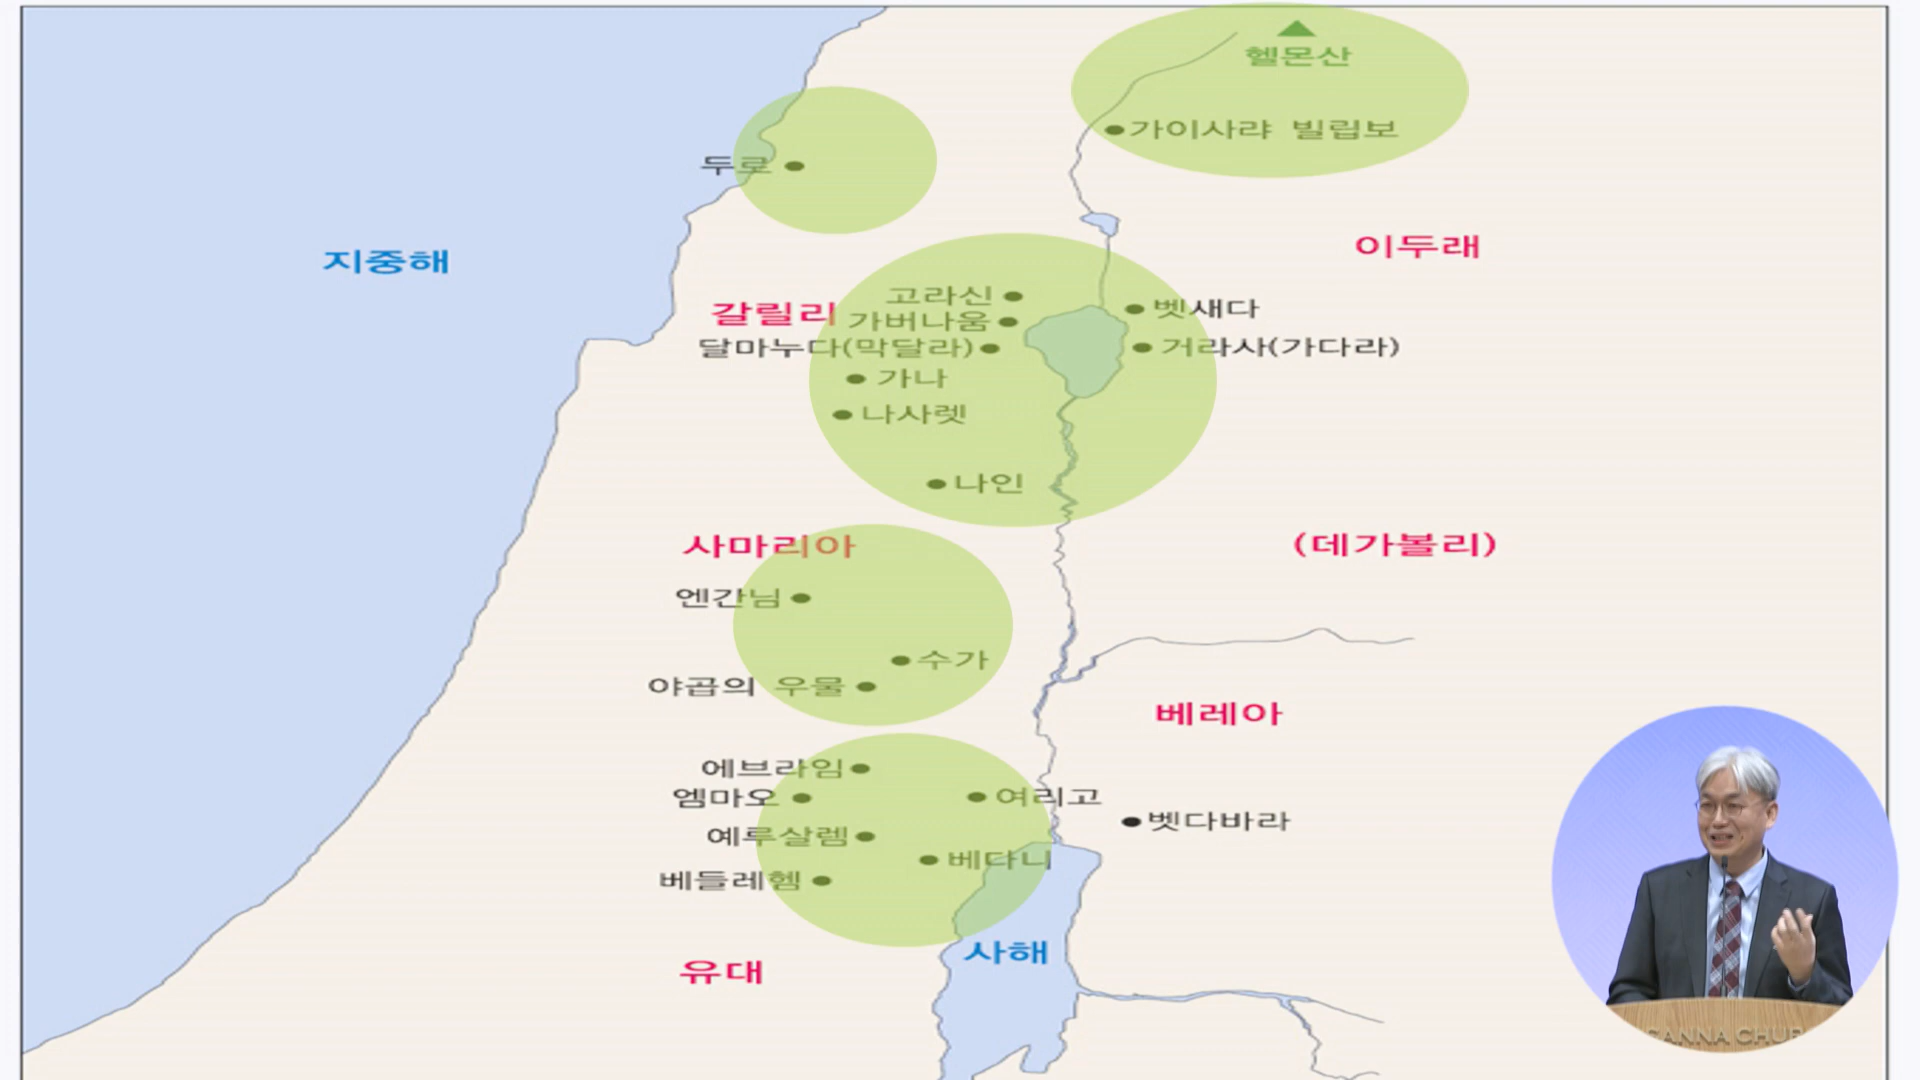 헬몬산
가이사랴 빌립보
두로
지중해
이두래
고라신
벳새다
갈릴리
가버나움
달마누다(막달라)
거라사(가다라)
가나
나사렛
나인
사마리아
(데가볼리)
엔간님
수가
야곱의 우물
베레아
에브라임
엠마오
여리고
벳다바라
예루살렘
베다니
베들레헴
사해
유대